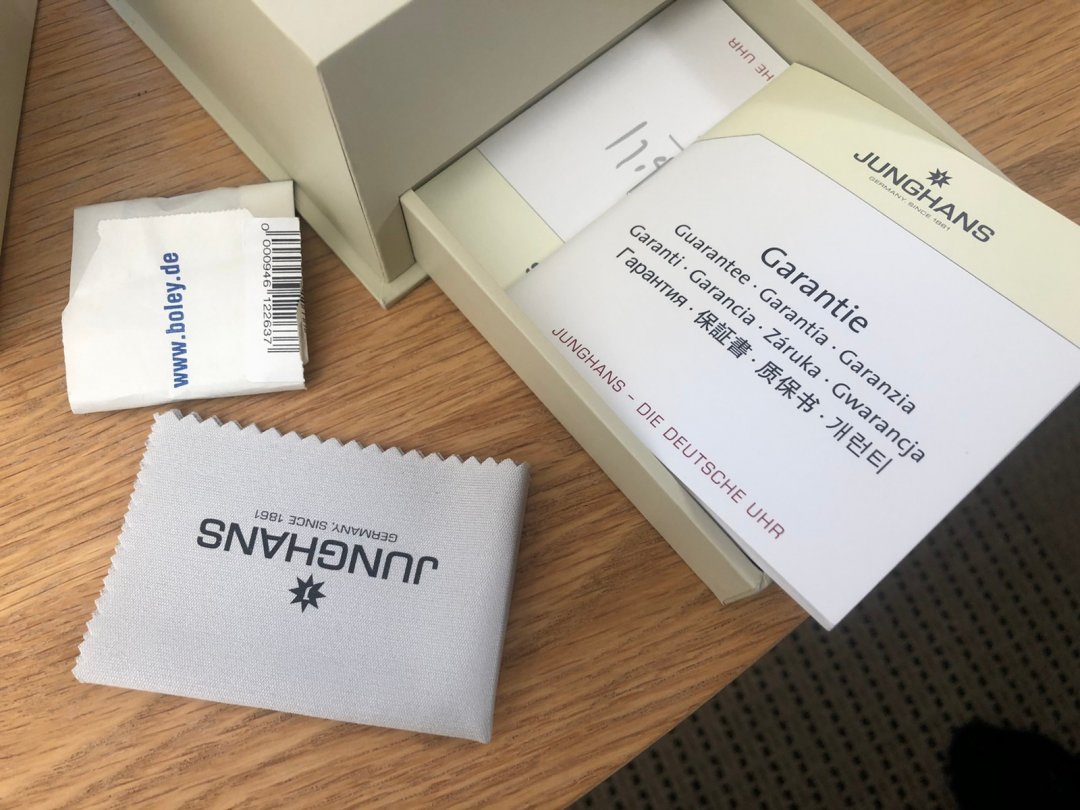 HE UHR
JUNGHANS
GERMANY SINCE 1861
Garantie
Guarantee · Garantía · Garanzia
Garanti · Garancia · Záruka · Gwarancja
Гарантия · 保証書 · 质保书 · 개런티
JUNGHANS – DIE DEUTSCHE UHR
www.boley.de
0 000946 122637
JUNGHANS
GERMANY, SINCE 1861